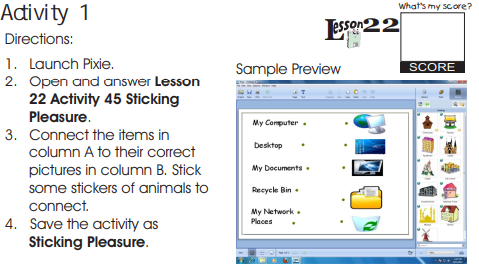 Activity 1
What's my score?
Lesson 22
SCORE
Directions:
1. Launch Pixie.
2. Open and answer Lesson
22 Activity 45 Sticking
Pleasure.
3. Connect the items in
column A to their correct
pictures in column B. Stick
some stickers of animals to
connect.
4. Save the activity as
Sticking Pleasure.
Sample Preview
My Computer
Desktop
My Documents
Recycle Bin
My Network
Places